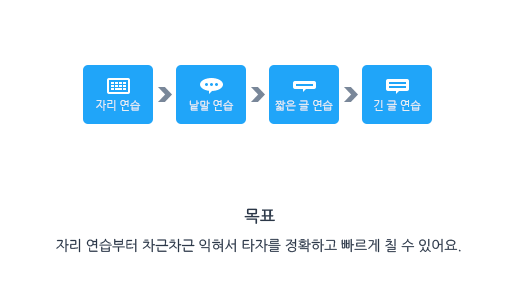 자리 연습
낱말 연습
짧은 글 연습
긴 글 연습
목표
자리 연습부터 차근차근 익혀서 타자를 정확하고 빠르게 칠 수 있어요.